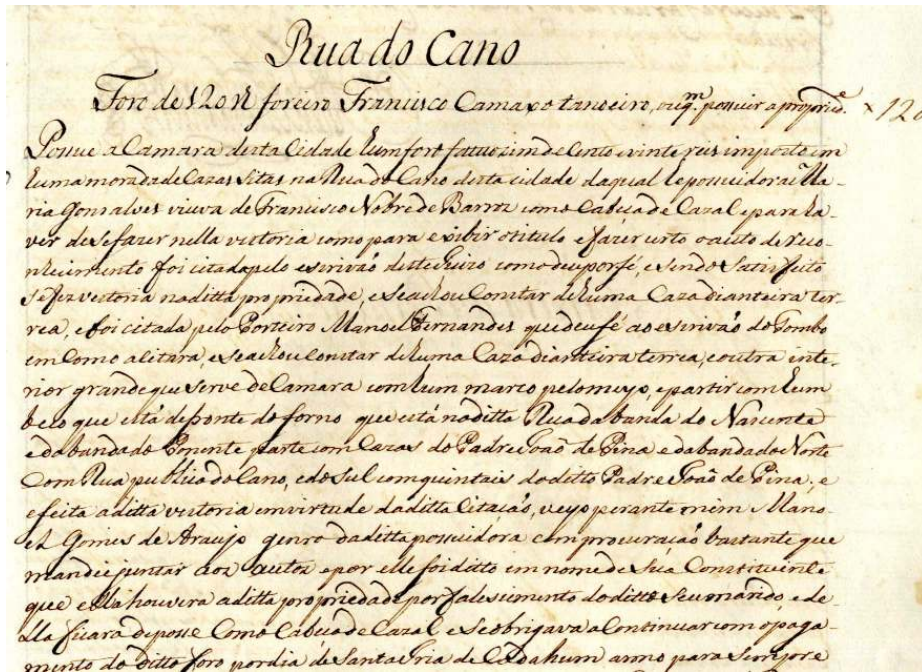 Rua do Cano
Foro de 120 r foreiro Francisco Camaxo tanoeiro, ou q.m possuir a propried.e × 120
Possue a Camara desta Cidade hum foro fatiozim de Cento e vinte reis imposto em
huma morada de Cazas Sitas na Rua do Cano desta cidade da qual he possuidora Ma-
ria Gonsalves viuva de Francisco Nobre de Barros como Cabeça de Cazal e para ha-
ver de se fazer nella vestoria como para exibir o titulo e fazer auto de reco-
nhecimento foi citada pelo escrivão deste juizo como deu por fé, e sendo Satisfeito
se fez vestoria na ditta propriedade, e se achou Constar de huma Caza dianteira ter-
rea, e foi citada pelo Porteiro Manoel Fernandes que deu fé ao escrivão do Tombo
em como a citara, e se achou constar de huma Caza dianteira terrea, e outra inte-
rior grande que serve de Camara com hum marco pelo meyo, e partir com hum
beco que está defronte do forno que está na ditta Rua da banda do Nascente
e da banda do Poente parte com Cazas do Padre João de Pina e da banda do Norte
Com Rua publica do Cano, e do Sul com quintais do ditto Padre João de Pina, e
e feita a ditta vestoria em virtude da ditta Citação, veyo perante mim Mano-
el Gomes de Araujo genro da ditta possuidora com procuração bastante que
mandei juntar aos autos e por elle foi ditto em nome de Sua Constituinte
que ella houvera a ditta propriedade por falescimento do ditto Seu marido, e de-
lla ficara de posse Como Cabeça de Cazal e se obrigava a Continuar com o paga-
mento do ditto foro por dia de Santa Maria de Cada hum anno para Sempre e